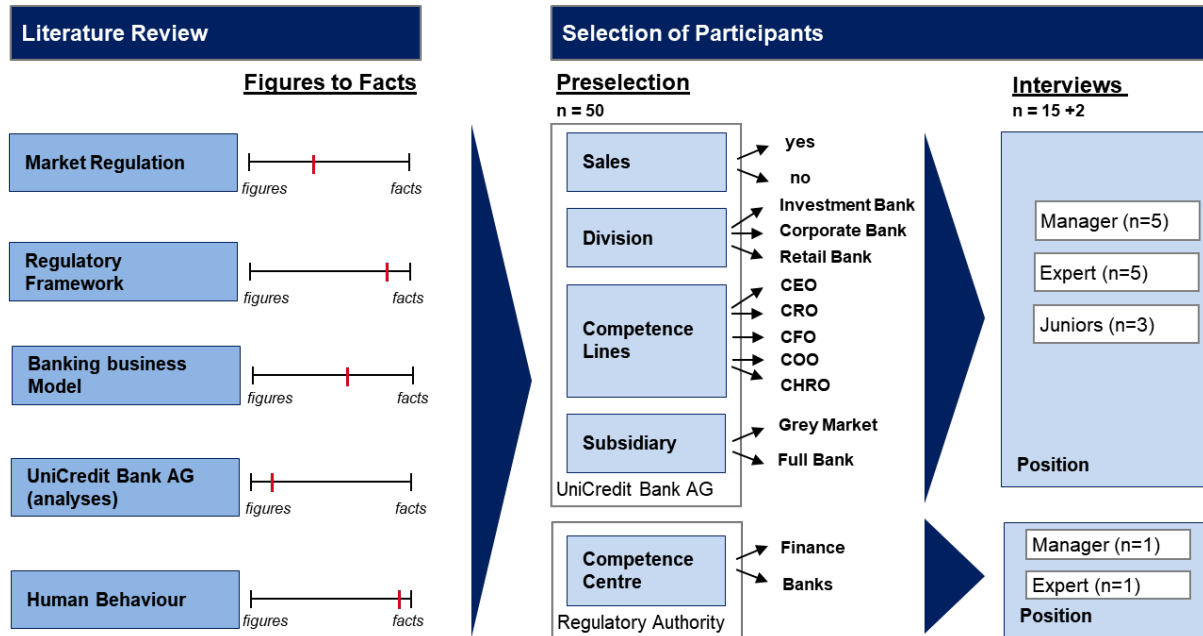 Literature Review
Figures to Facts
Market Regulation
figures
facts
Regulatory
Framework
figures
facts
Banking business
Model
figures
facts
UniCredit Bank AG
(analyses)
figures
facts
Human Behaviour
figures
facts
Selection of Participants
Preselection
n = 50
Sales
yes
no
Division
Investment Bank
Corporate Bank
Retail Bank
Competence
Lines
CEO
CRO
CFO
COO
CHRO
Subsidiary
Grey Market
Full Bank
UniCredit Bank AG
Competence
Centre
Finance
Banks
Regulatory Authority
Interviews
n = 15 +2
Manager (n=5)
Expert (n=5)
Juniors (n=3)
Position
Manager (n=1)
Expert (n=1)
Position